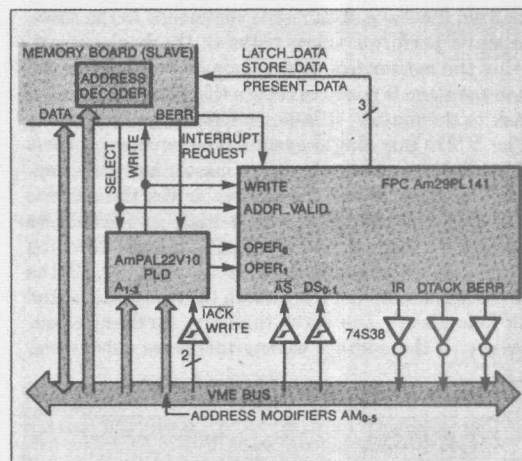 MEMORY BOARD (SLAVE)
ADDRESS
DECODER
DATA
BERR
LATCH_DATA
STORE_DATA
PRESENT_DATA
3
SELECT
WRITE
INTERRUPT
REQUEST
FPC Am29PL141
WRITE
ADDR_VALID
AmPAL22V10
PLD
A1-3
OPER0
OPER1
IACK
WRITE
2
AS
DS0-1
IR
DTACK
BERR
74S38
VME BUS
ADDRESS MODIFIERS AM0-5